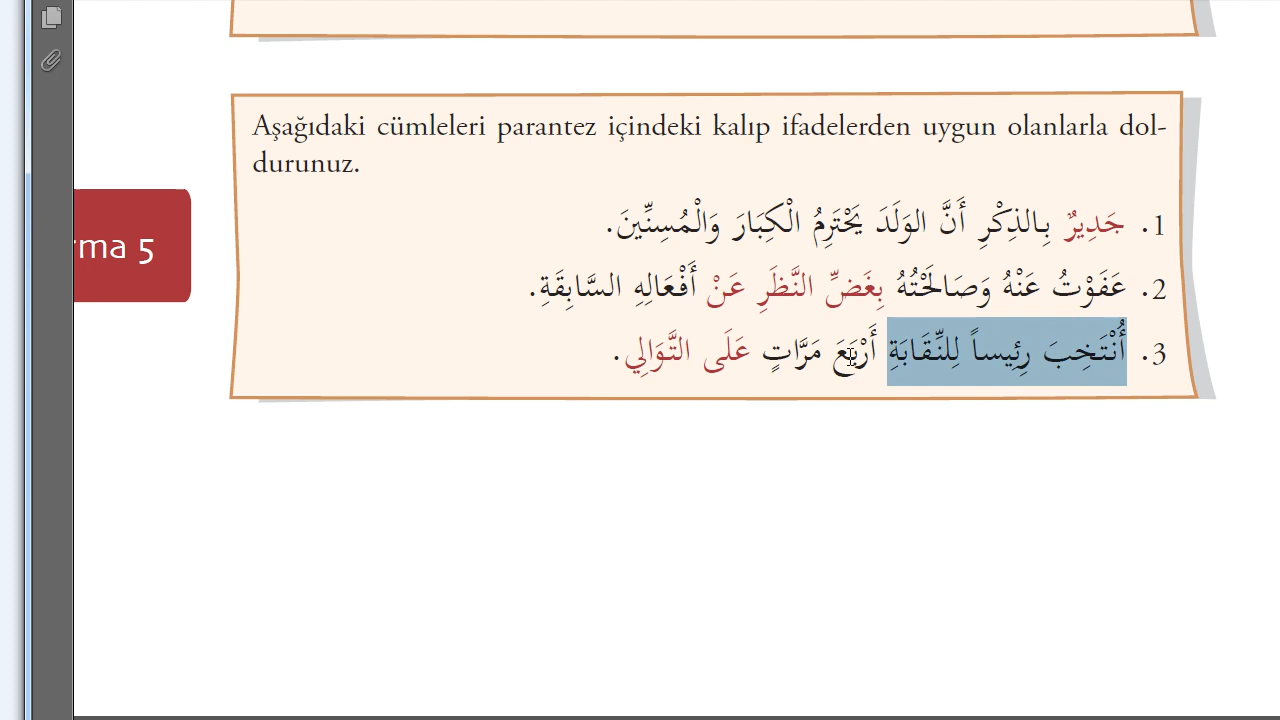 Aşağıdaki cümleleri parantez içindeki kalıp ifadelerden uygun olanlarla dol-
durunuz.
1. جَدِيرٌ بِالذِكْرِ أَنَّ الوَلَدَ يَحْتَرِمُ الْكِبَارَ وَالْمُسِنِّينَ.
rma 5
2. عَفَوْتُ عَنْهُ وَصَالَحْتُهُ بِغَضِّ النَّظَرِ عَنْ أَفْعَالِهِ السَّابِقَةِ.
3. أُنْتَخِبَ رَئِيساً لِلنِّقَابَةِ أَرْبَعَ مَرَّاتٍ عَلَى التَّوَالِي.